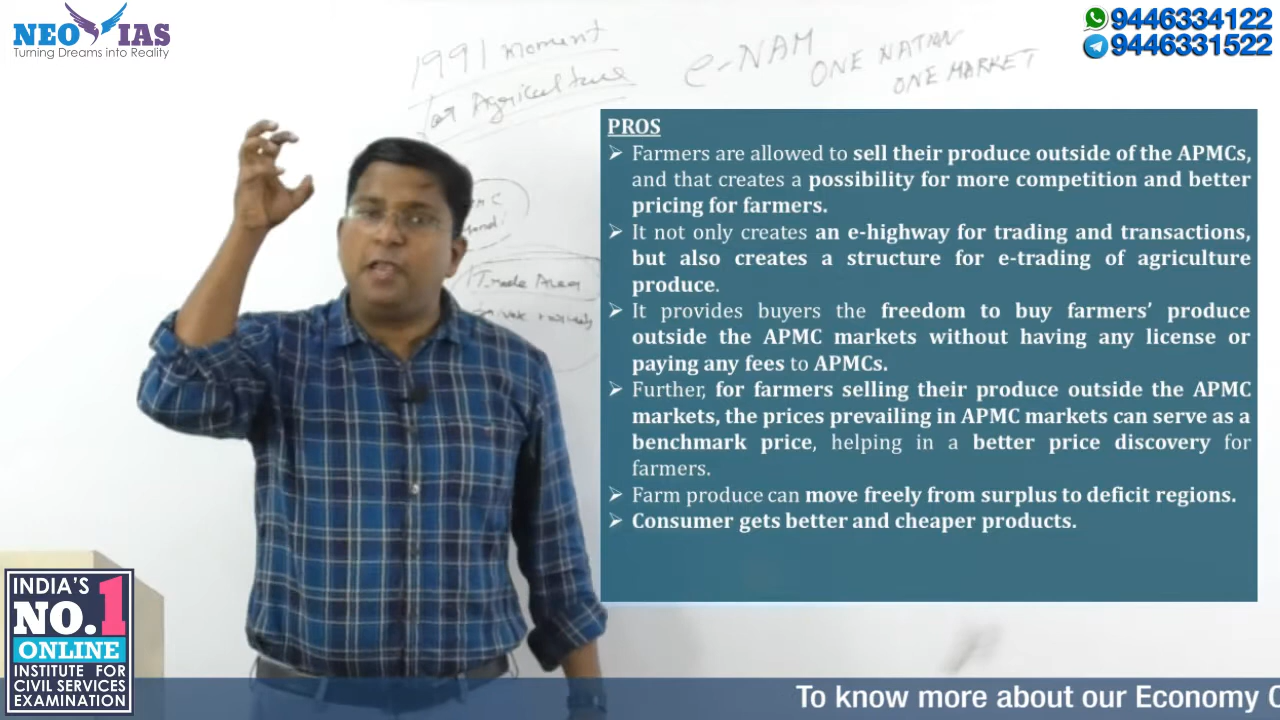 NEO IAS
Turning Dreams into Reality
9446334122
9446331522
1991 Moment
for Agriculture
e-NAM
ONE NATION
ONE MARKET
Trade Area
PROS
➢ Farmers are allowed to sell their produce outside of the APMCs,
and that creates a possibility for more competition and better
pricing for farmers.
➢ It not only creates an e-highway for trading and transactions,
but also creates a structure for e-trading of agriculture
produce.
➢ It provides buyers the freedom to buy farmers’ produce
outside the APMC markets without having any license or
paying any fees to APMCs.
➢ Further, for farmers selling their produce outside the APMC
markets, the prices prevailing in APMC markets can serve as a
benchmark price, helping in a better price discovery for
farmers.
➢ Farm produce can move freely from surplus to deficit regions.
➢ Consumer gets better and cheaper products.
INDIA'S
NO.1
ONLINE
INSTITUTE FOR
CIVIL SERVICES
EXAMINATION
To know more about our Economy C